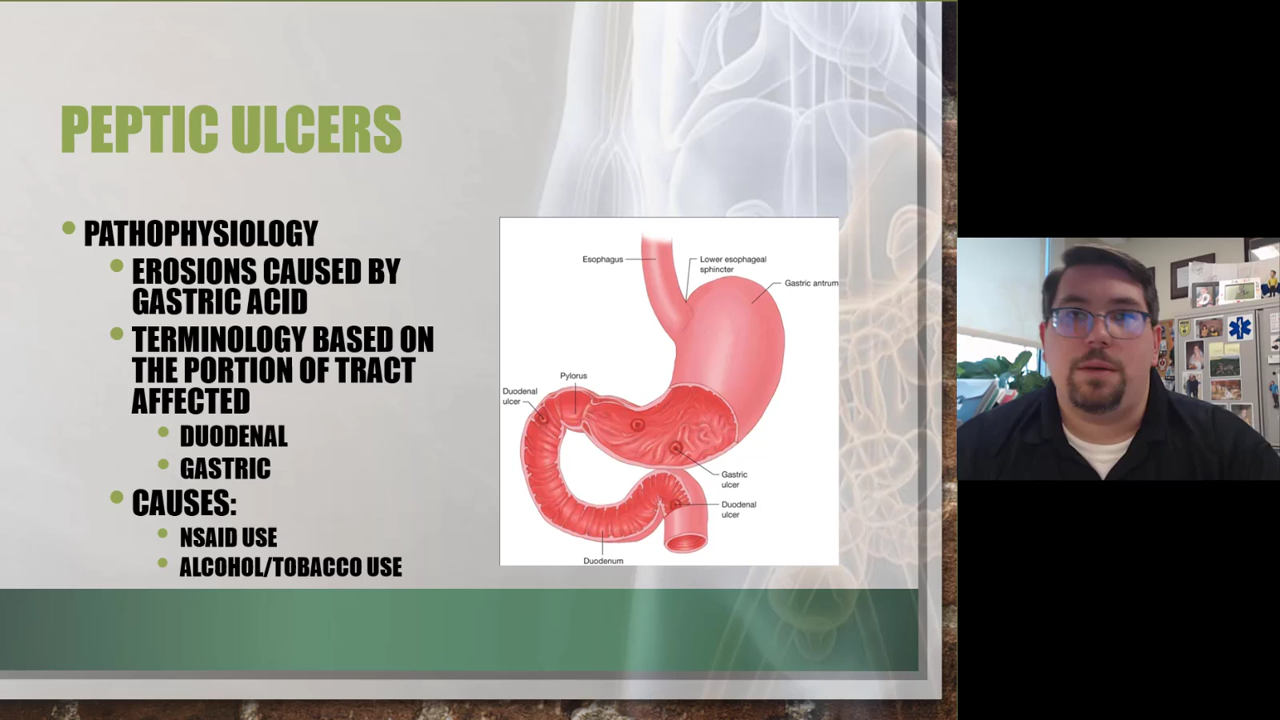 PEPTIC ULCERS
PATHOPHYSIOLOGY
EROSIONS CAUSED BY
GASTRIC ACID
TERMINOLOGY BASED ON
THE PORTION OF TRACT
AFFECTED
DUODENAL
GASTRIC
CAUSES:
NSAID USE
ALCOHOL/TOBACCO USE
Esophagus
Lower esophageal
sphincter
Gastric antrum
Pylorus
Duodenal
ulcer
Gastric
ulcer
Duodenal
ulcer
Duodenum